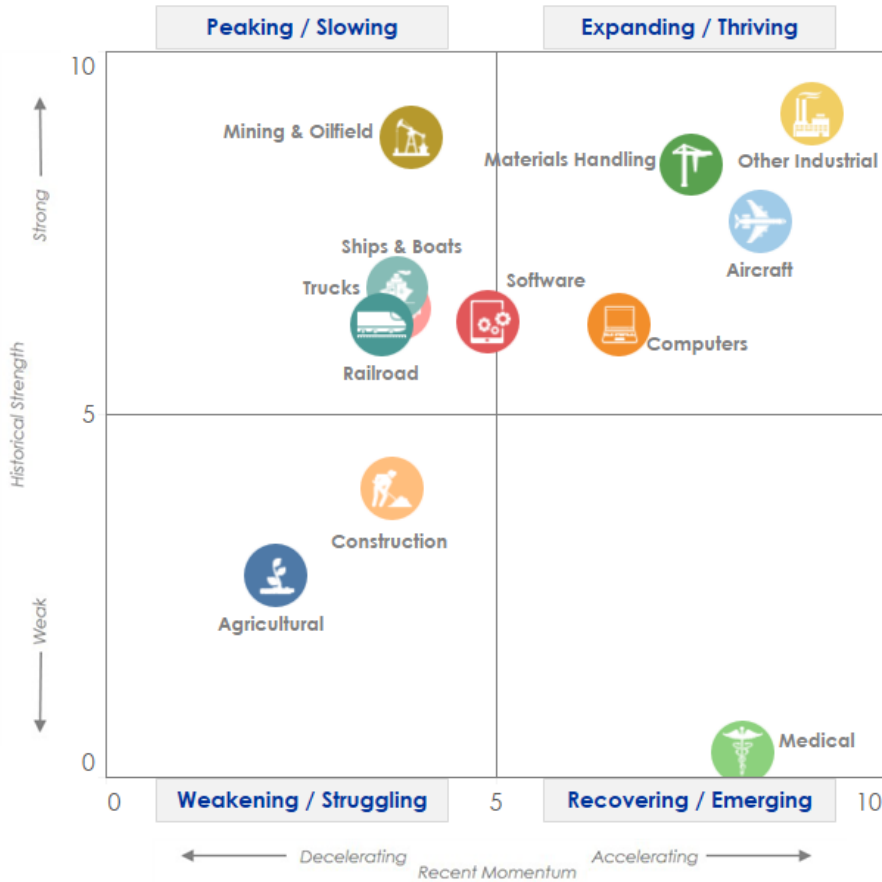 Peaking / Slowing
Expanding / Thriving
10
Mining & Oilfield
Materials Handling
Other Industrial
Strong
Ships & Boats
Aircraft
Trucks
Software
Computers
Railroad
Historical Strength
5
Construction
Agricultural
Weak
Medical
0
0
Weakening / Struggling
5
Recovering / Emerging
10
Decelerating
Accelerating
Recent Momentum